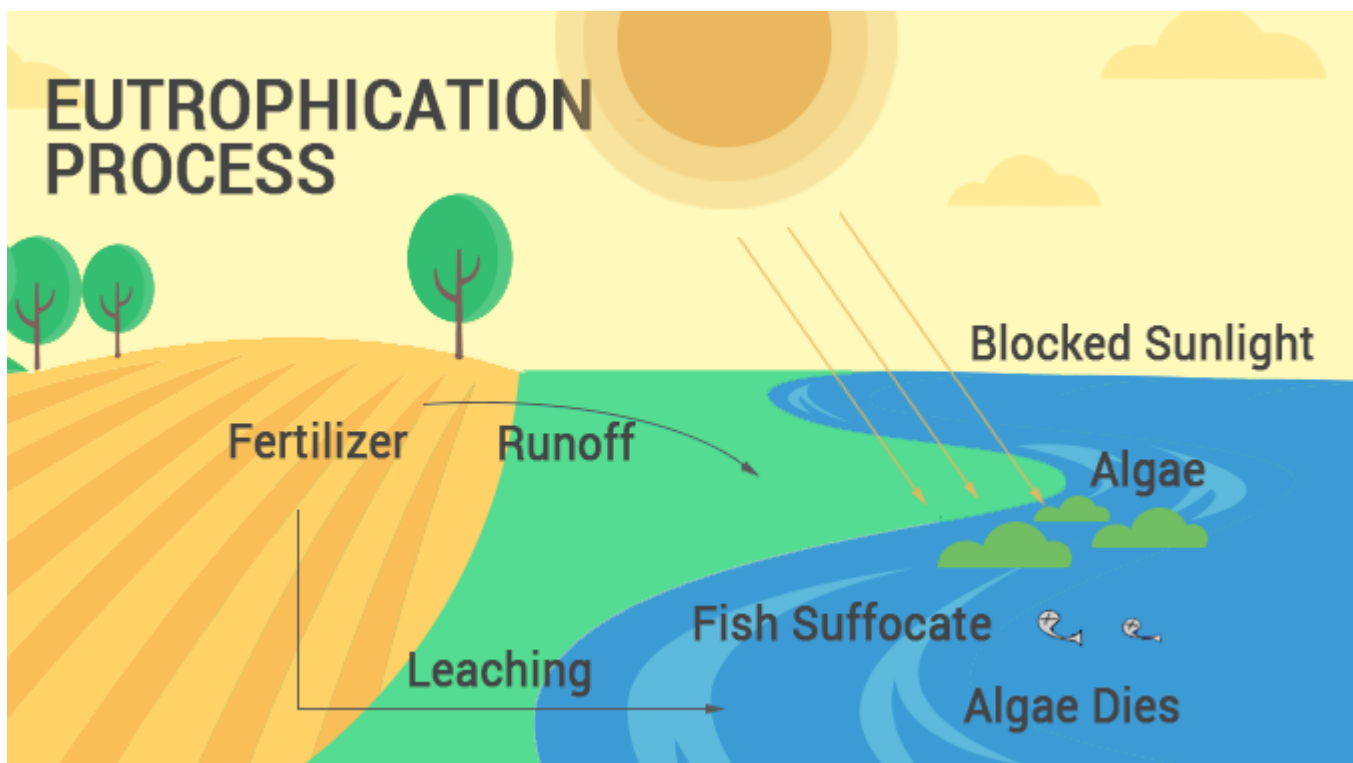 EUTROPHICATION
PROCESS
Blocked Sunlight
Fertilizer
Runoff
Algae
Fish Suffocate
Leaching
Algae Dies